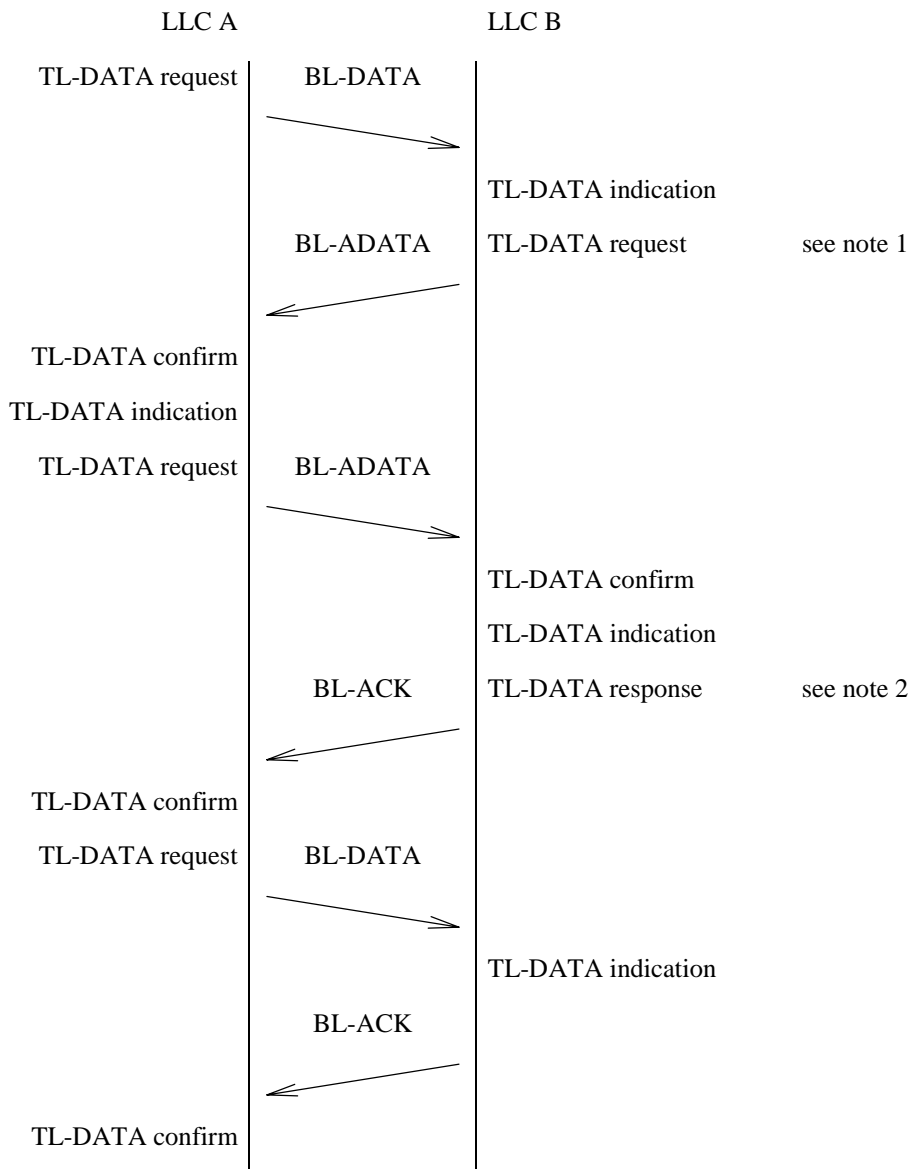 LLC A LLC B
TL-DATA request BL-DATA
TL-DATA indication
BL-ADATA TL-DATA request see note 1
TL-DATA confirm
TL-DATA indication
TL-DATA request BL-ADATA
TL-DATA confirm
TL-DATA indication
BL-ACK TL-DATA response see note 2
TL-DATA confirm
TL-DATA request BL-DATA
TL-DATA indication
BL-ACK
TL-DATA confirm